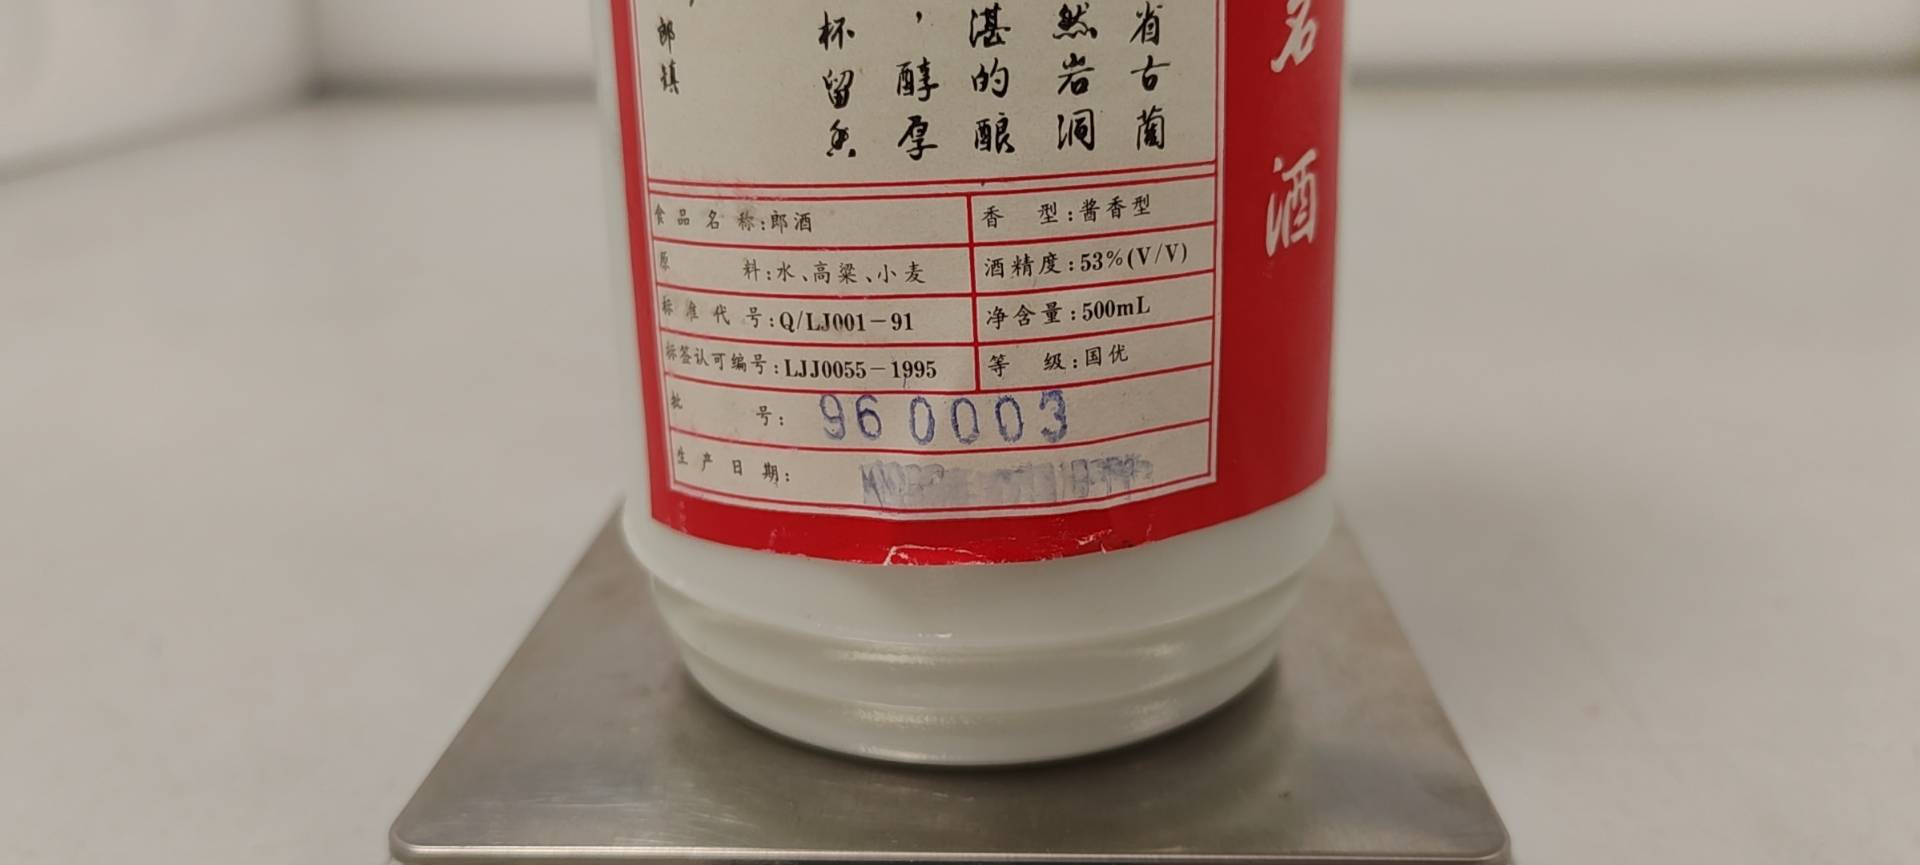 名酒
省古蔺
然岩洞
湛的酿
，醇厚
杯留香
郎镇
食品名称：郎酒
香型：酱香型
原料：水、高粱、小麦
酒精度：53%(V/V)
标准代号：Q/LJ001－91
净含量：500mL
标签认可编号：LJJ0055－1995
等级：国优
批号：960003
生产日期：